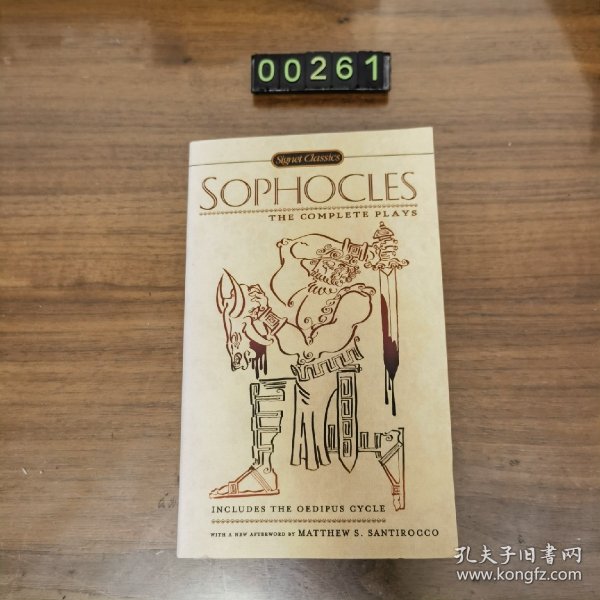 00261
Signet Classics
SOPHOCLES
THE COMPLETE PLAYS
INCLUDES THE OEDIPUS CYCLE
WITH A NEW AFTERWORD BY MATTHEW S. SANTIROCCO
孔夫子旧书网
www.kongfz.com